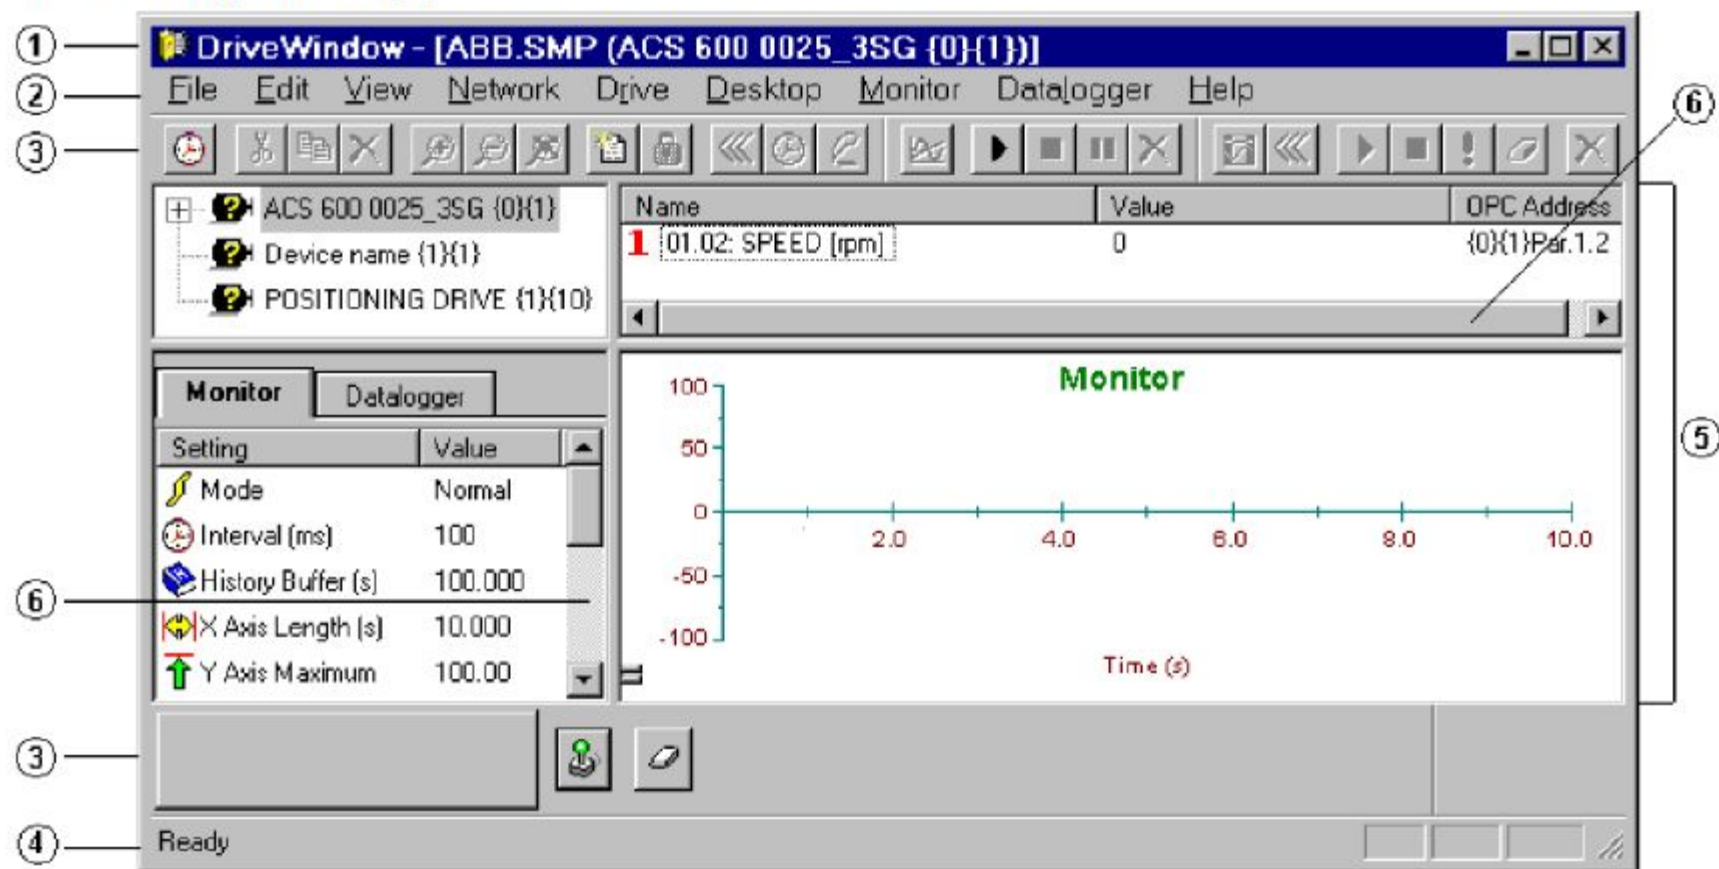 1 DriveWindow - [ABB.SMP (ACS 600 0025_3SG {0}{1})]
2 File Edit View Network Drive Desktop Monitor Datalogger Help
6
3
ACS 600 0025_3SG {0}{1}
Device name {1}{1}
POSITIONING DRIVE {1}{10}
Name Value OPC Address
1 01.02: SPEED [rpm] 0 {0}{1}Par.1.2
Monitor Datalogger
Setting Value
Mode Normal
Interval (ms) 100
History Buffer (s) 100.000
X Axis Length (s) 10.000
Y Axis Maximum 100.00
6
Monitor
100
50
0
-50
-100
2.0 4.0 6.0 8.0 10.0
Time (s)
5
3
4 Ready